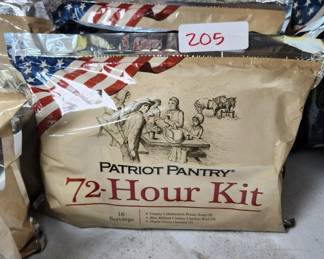 205
PATRIOT PANTRY®
72-Hour Kit
16
Servings